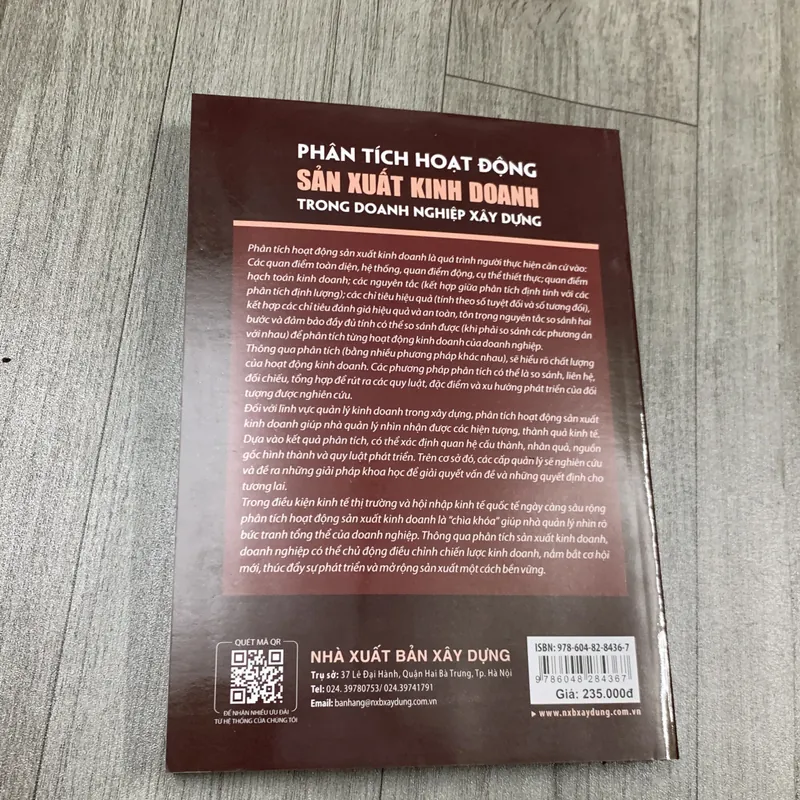 PHÂN TÍCH HOẠT ĐỘNG
SẢN XUẤT KINH DOANH
TRONG DOANH NGHIỆP XÂY DỰNG
Phân tích hoạt động sản xuất kinh doanh là quá trình người thực hiện căn cứ vào:
Các quan điểm toàn diện, hệ thống, quan điểm động, cụ thể thiết thực; quan điểm
hạch toán kinh doanh; các nguyên tắc (kết hợp giữa phân tích định tính với các
phân tích định lượng); các chỉ tiêu hiệu quả (tính theo số tuyệt đối và số tương đối),
kết hợp các chỉ tiêu đánh giá hiệu quả và an toàn, tôn trọng nguyên tắc so sánh hai
bước và đảm bảo đầy đủ tính có thể so sánh được (khi phải so sánh các phương án
với nhau) để phân tích từng hoạt động kinh doanh của doanh nghiệp.
Thông qua phân tích (bằng nhiều phương pháp khác nhau), sẽ hiểu rõ chất lượng
của hoạt động kinh doanh. Các phương pháp phân tích có thể là so sánh, liên hệ,
đối chiếu, tổng hợp để rút ra các quy luật, đặc điểm và xu hướng phát triển của đối
tượng được nghiên cứu.
Đối với lĩnh vực quản lý kinh doanh trong xây dựng, phân tích hoạt động sản xuất
kinh doanh giúp nhà quản lý nhìn nhận được các hiện tượng, thành quả kinh tế.
Dựa vào kết quả phân tích, có thể xác định quan hệ cấu thành, nhân quả, nguồn
gốc hình thành và quy luật phát triển. Trên cơ sở đó, các cấp quản lý sẽ nghiên cứu
và đề ra những giải pháp khoa học để giải quyết vấn đề và những quyết định cho
tương lai.
Trong điều kiện kinh tế thị trường và hội nhập kinh tế quốc tế ngày càng sâu rộng
phân tích hoạt động sản xuất kinh doanh là "chìa khóa" giúp nhà quản lý nhìn rõ
bức tranh tổng thể của doanh nghiệp. Thông qua phân tích sản xuất kinh doanh,
doanh nghiệp có thể chủ động điều chỉnh chiến lược kinh doanh, nắm bắt cơ hội
mới, thúc đẩy sự phát triển và mở rộng sản xuất một cách bền vững.
QUÉT MÃ QR
ĐỂ NHẬN NHIỀU ƯU ĐÃI
TỪ HỆ THỐNG CỦA CHÚNG TÔI
NHÀ XUẤT BẢN XÂY DỰNG
Trụ sở: 37 Lê Đại Hành, Quận Hai Bà Trưng, Tp. Hà Nội
Tel: 024. 39780753/ 024.39741791
Email: banhang@nxbxaydung.com.vn
ISBN: 978-604-82-8436-7
9786048284367
Giá: 235.000đ
www.nxbxaydung.com.vn